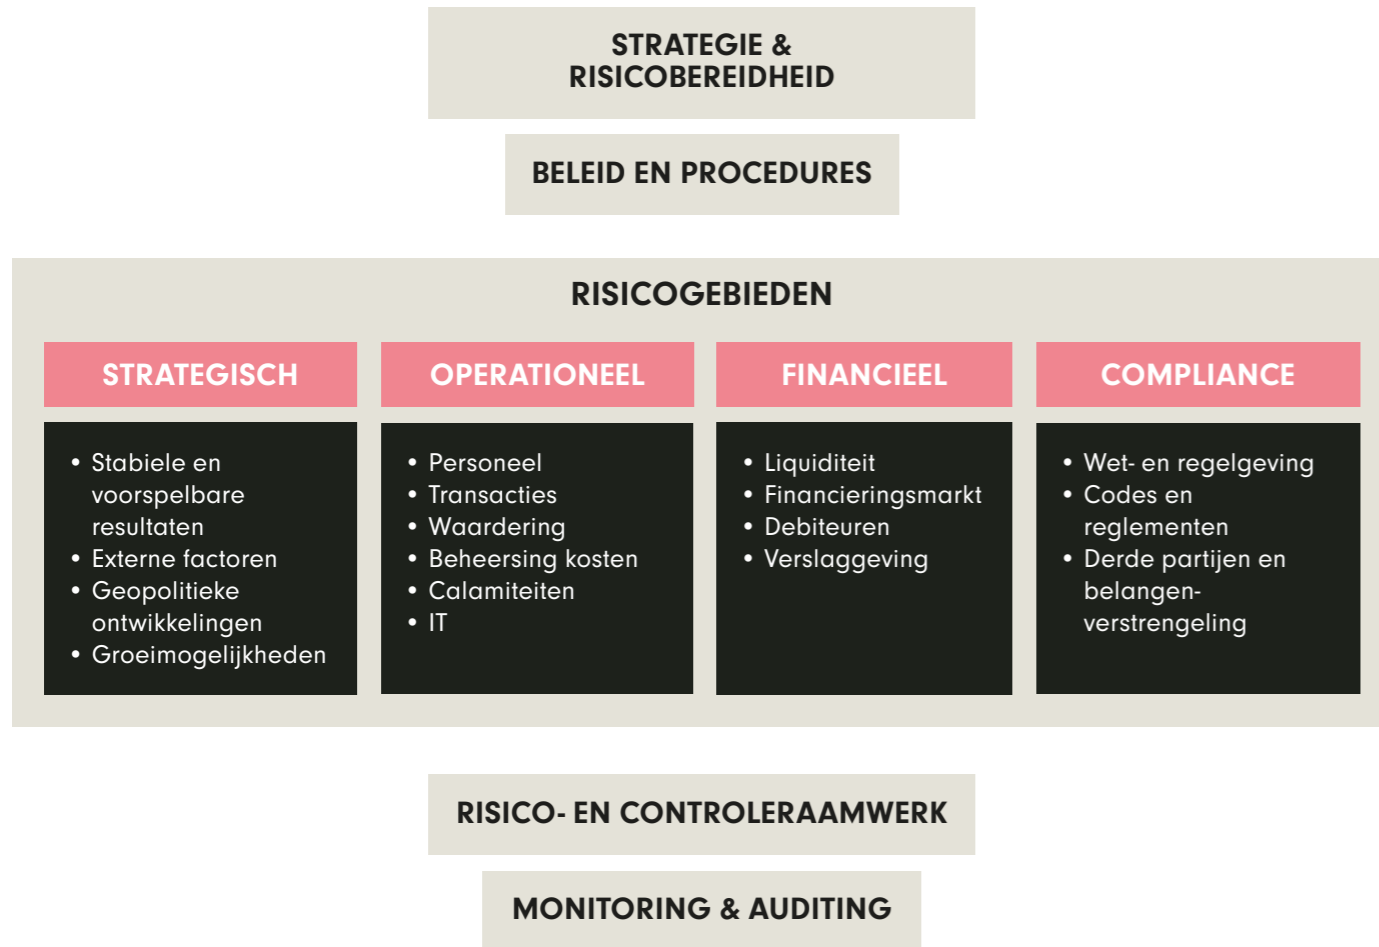 STRATEGIE &
RISICOBEREIDHEID
BELEID EN PROCEDURES
RISICOGEBIEDEN
STRATEGISCH
• Stabiele en
voorspelbare
resultaten
• Externe factoren
• Geopolitieke
ontwikkelingen
• Groeimogelijkheden
OPERATIONEEL
• Personeel
• Transacties
• Waardering
• Beheersing kosten
• Calamiteiten
• IT
FINANCIEEL
• Liquiditeit
• Financieringsmarkt
• Debiteuren
• Verslaggeving
COMPLIANCE
• Wet- en regelgeving
• Codes en
reglementen
• Derde partijen en
belangen-
verstrengeling
RISICO- EN CONTROLERAAMWERK
MONITORING & AUDITING